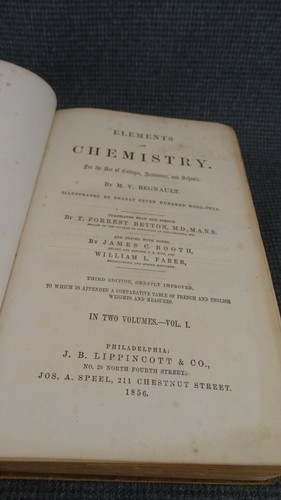 ELEMENTS
OF
CHEMISTRY.
For the Use of Colleges, Academies, and Schools.
BY M. V. REGNAULT.
ILLUSTRATED BY NEARLY SEVEN HUNDRED WOOD-CUTS.
TRANSLATED FROM THE FRENCH
BY T. FORREST BETTON, M.D., M.A.N.S.
AND EDITED WITH NOTES,
BY JAMES C. BOOTH,
WILLIAM L. FABER,
THIRD EDITION, GREATLY IMPROVED,
TO WHICH IS APPENDED A COMPARATIVE TABLE OF FRENCH AND ENGLISH
WEIGHTS AND MEASURES.
IN TWO VOLUMES.—VOL. I.
PHILADELPHIA:
J. B. LIPPINCOTT & CO.,
NO. 20 NORTH FOURTH STREET;
JOS. A. SPEEL, 211 CHESTNUT STREET.
1856.